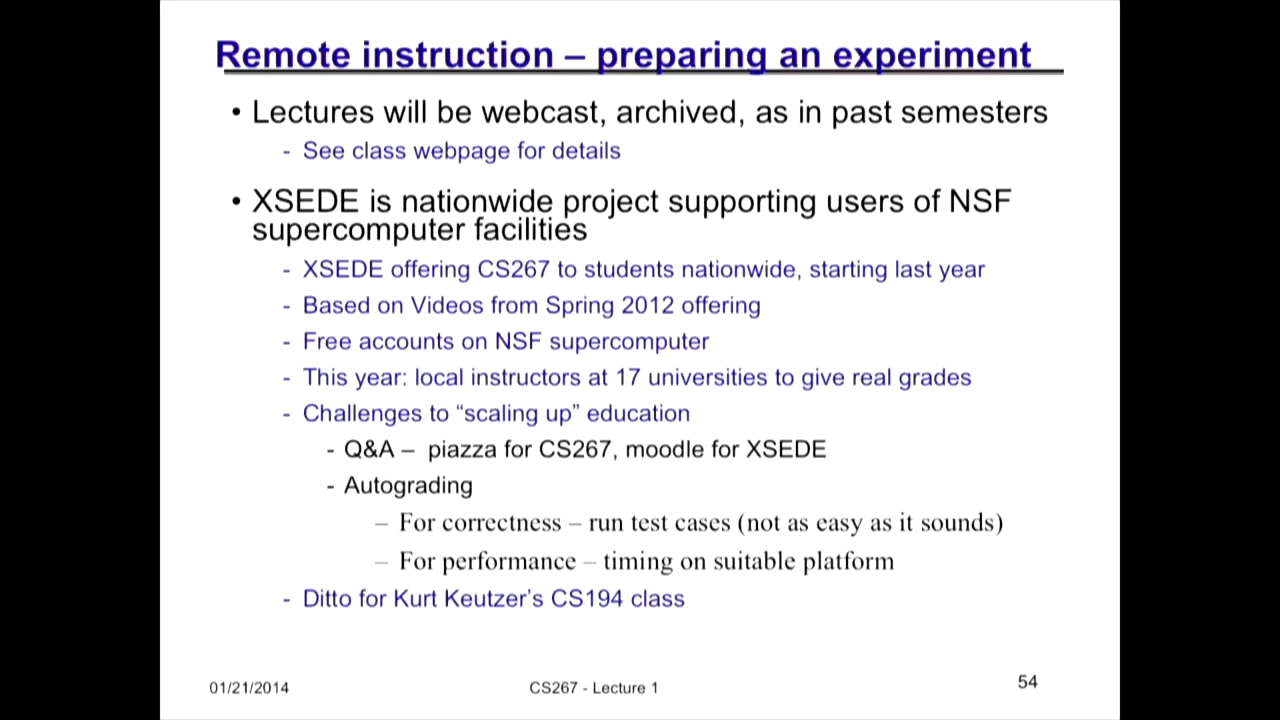 Remote instruction – preparing an experiment
• Lectures will be webcast, archived, as in past semesters
- See class webpage for details
• XSEDE is nationwide project supporting users of NSF
supercomputer facilities
- XSEDE offering CS267 to students nationwide, starting last year
- Based on Videos from Spring 2012 offering
- Free accounts on NSF supercomputer
- This year: local instructors at 17 universities to give real grades
- Challenges to “scaling up” education
- Q&A – piazza for CS267, moodle for XSEDE
- Autograding
– For correctness – run test cases (not as easy as it sounds)
– For performance – timing on suitable platform
- Ditto for Kurt Keutzer’s CS194 class
01/21/2014
CS267 - Lecture 1
54